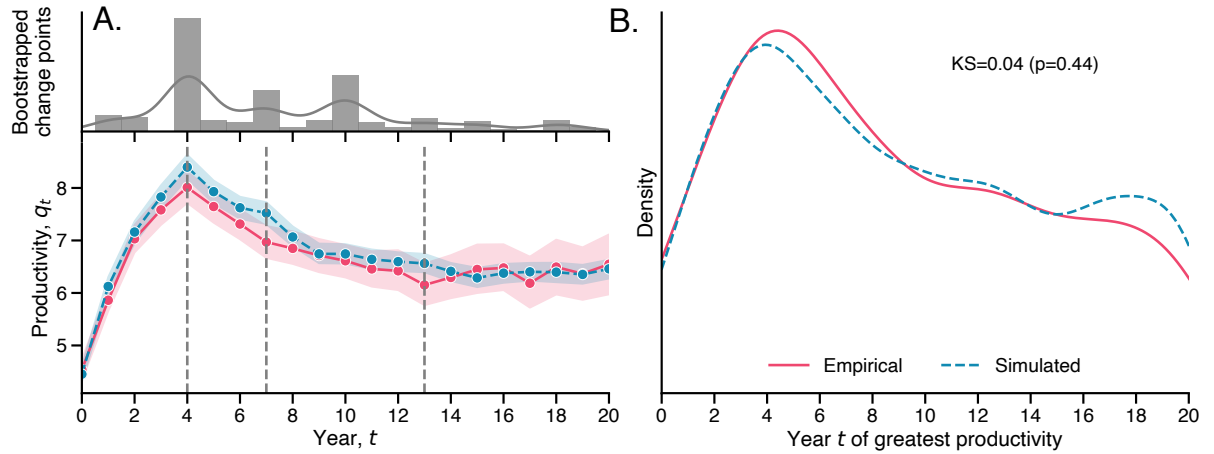 A.
Bootstrapped
change points
8
7
6
5
Productivity, qt
0 2 4 6 8 10 12 14 16 18 20
Year, t
B.
KS=0.04 (p=0.44)
Density
Empirical
Simulated
0 2 4 6 8 10 12 14 16 18 20
Year t of greatest productivity